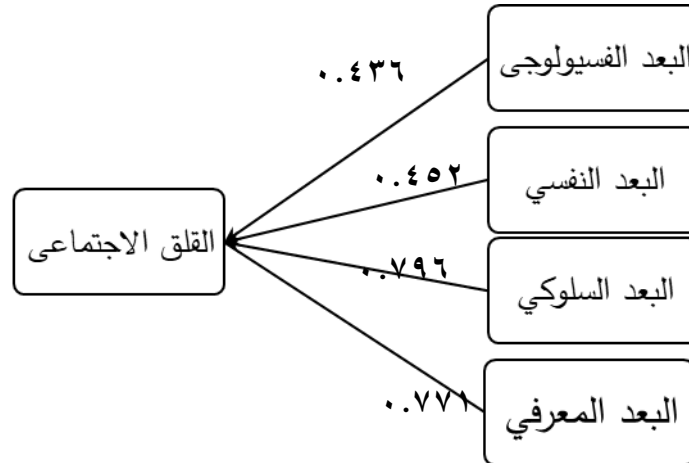 البعد الفسيولوجى
٠.٤٣٦
البعد النفسي
٠.٤٥٢
القلق الاجتماعى
البعد السلوكي
٠.٧٩٦
البعد المعرفي
٠.٧٧١